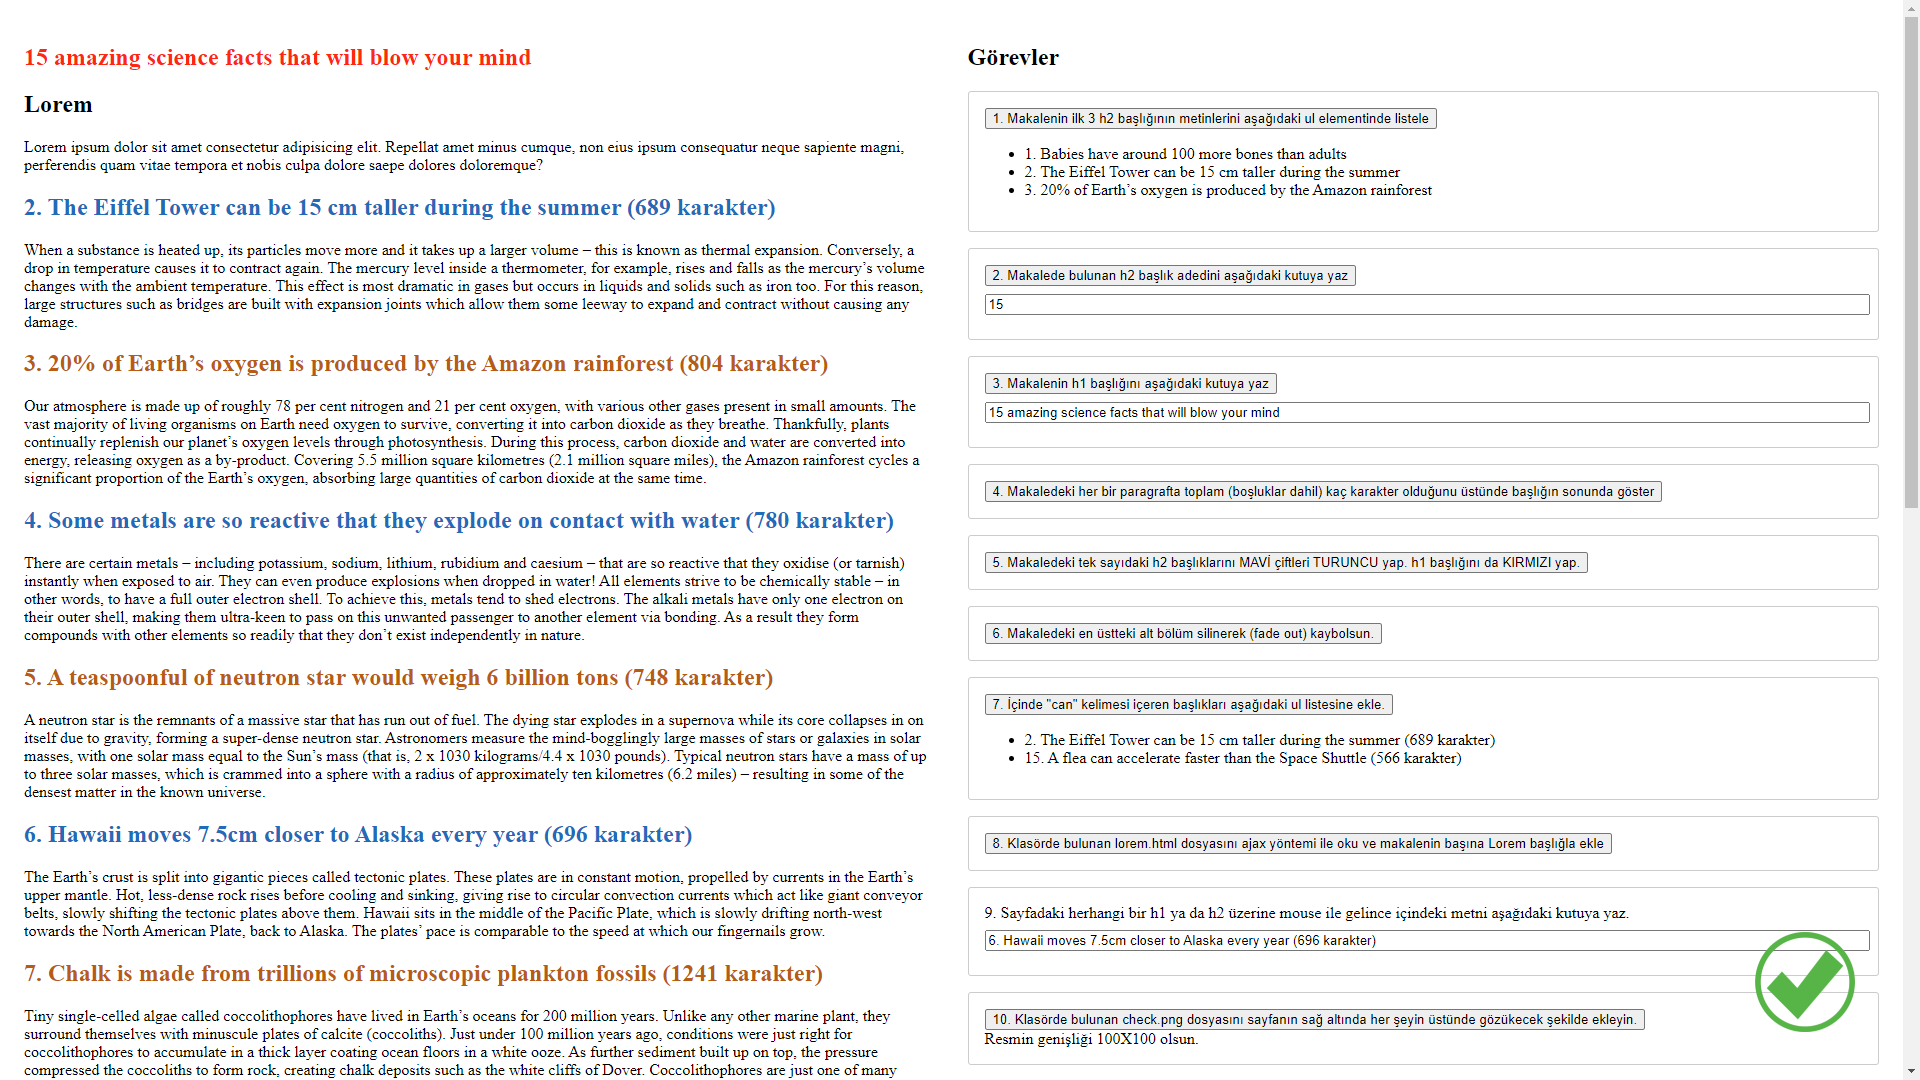 15 amazing science facts that will blow your mind
Lorem
Lorem ipsum dolor sit amet consectetur adipisicing elit. Repellat amet minus cumque, non eius ipsum consequatur neque sapiente magni,
perferendis quam vitae tempora et nobis culpa dolore saepe dolores doloremque?
2. The Eiffel Tower can be 15 cm taller during the summer (689 karakter)
When a substance is heated up, its particles move more and it takes up a larger volume – this is known as thermal expansion. Conversely, a
drop in temperature causes it to contract again. The mercury level inside a thermometer, for example, rises and falls as the mercury’s volume
changes with the ambient temperature. This effect is most dramatic in gases but occurs in liquids and solids such as iron too. For this reason,
large structures such as bridges are built with expansion joints which allow them some leeway to expand and contract without causing any
damage.
3. 20% of Earth’s oxygen is produced by the Amazon rainforest (804 karakter)
Our atmosphere is made up of roughly 78 per cent nitrogen and 21 per cent oxygen, with various other gases present in small amounts. The
vast majority of living organisms on Earth need oxygen to survive, converting it into carbon dioxide as they breathe. Thankfully, plants
continually replenish our planet’s oxygen levels through photosynthesis. During this process, carbon dioxide and water are converted into
energy, releasing oxygen as a by-product. Covering 5.5 million square kilometres (2.1 million square miles), the Amazon rainforest cycles a
significant proportion of the Earth’s oxygen, absorbing large quantities of carbon dioxide at the same time.
4. Some metals are so reactive that they explode on contact with water (780 karakter)
There are certain metals – including potassium, sodium, lithium, rubidium and caesium – that are so reactive that they oxidise (or tarnish)
instantly when exposed to air. They can even produce explosions when dropped in water! All elements strive to be chemically stable – in
other words, to have a full outer electron shell. To achieve this, metals tend to shed electrons. The alkali metals have only one electron on
their outer shell, making them ultra-keen to pass on this unwanted passenger to another element via bonding. As a result they form
compounds with other elements so readily that they don’t exist independently in nature.
5. A teaspoonful of neutron star would weigh 6 billion tons (748 karakter)
A neutron star is the remnants of a massive star that has run out of fuel. The dying star explodes in a supernova while its core collapses in on
itself due to gravity, forming a super-dense neutron star. Astronomers measure the mind-bogglingly large masses of stars or galaxies in solar
masses, with one solar mass equal to the Sun’s mass (that is, 2 x 1030 kilograms/4.4 x 1030 pounds). Typical neutron stars have a mass of up
to three solar masses, which is crammed into a sphere with a radius of approximately ten kilometres (6.2 miles) – resulting in some of the
densest matter in the known universe.
6. Hawaii moves 7.5cm closer to Alaska every year (696 karakter)
The Earth’s crust is split into gigantic pieces called tectonic plates. These plates are in constant motion, propelled by currents in the Earth’s
upper mantle. Hot, less-dense rock rises before cooling and sinking, giving rise to circular convection currents which act like giant conveyor
belts, slowly shifting the tectonic plates above them. Hawaii sits in the middle of the Pacific Plate, which is slowly drifting north-west
towards the North American Plate, back to Alaska. The plates’ pace is comparable to the speed at which our fingernails grow.
7. Chalk is made from trillions of microscopic plankton fossils (1241 karakter)
Tiny single-celled algae called coccolithophores have lived in Earth’s oceans for 200 million years. Unlike any other marine plant, they
surround themselves with minuscule plates of calcite (coccoliths). Just under 100 million years ago, conditions were just right for
coccolithophores to accumulate in a thick layer coating ocean floors in a white ooze. As further sediment built up on top, the pressure
compressed the coccoliths to form rock, creating chalk deposits such as the white cliffs of Dover. Coccolithophores are just one of many
Görevler
1. Makalenin ilk 3 h2 başlığının metinlerini aşağıdaki ul elementinde listele
1. Babies have around 100 more bones than adults
2. The Eiffel Tower can be 15 cm taller during the summer
3. 20% of Earth’s oxygen is produced by the Amazon rainforest
2. Makalede bulunan h2 başlık adedini aşağıdaki kutuya yaz
15
3. Makalenin h1 başlığını aşağıdaki kutuya yaz
15 amazing science facts that will blow your mind
4. Makaledeki her bir paragrafta toplam (boşluklar dahil) kaç karakter olduğunu üstünde başlığın sonunda göster
5. Makaledeki tek sayıdaki h2 başlıklarını MAVİ çiftleri TURUNCU yap. h1 başlığını da KIRMIZI yap.
6. Makaledeki en üstteki alt bölüm silinerek (fade out) kaybolsun.
7. İçinde "can" kelimesi içeren başlıkları aşağıdaki ul listesine ekle.
2. The Eiffel Tower can be 15 cm taller during the summer (689 karakter)
15. A flea can accelerate faster than the Space Shuttle (566 karakter)
8. Klasörde bulunan lorem.html dosyasını ajax yöntemi ile oku ve makalenin başına Lorem başlığla ekle
9. Sayfadaki herhangi bir h1 ya da h2 üzerine mouse ile gelince içindeki metni aşağıdaki kutuya yaz.
6. Hawaii moves 7.5cm closer to Alaska every year (696 karakter)
10. Klasörde bulunan check.png dosyasını sayfanın sağ altında her şeyin üstünde gözükecek şekilde ekleyin.
Resmin genişliği 100X100 olsun.